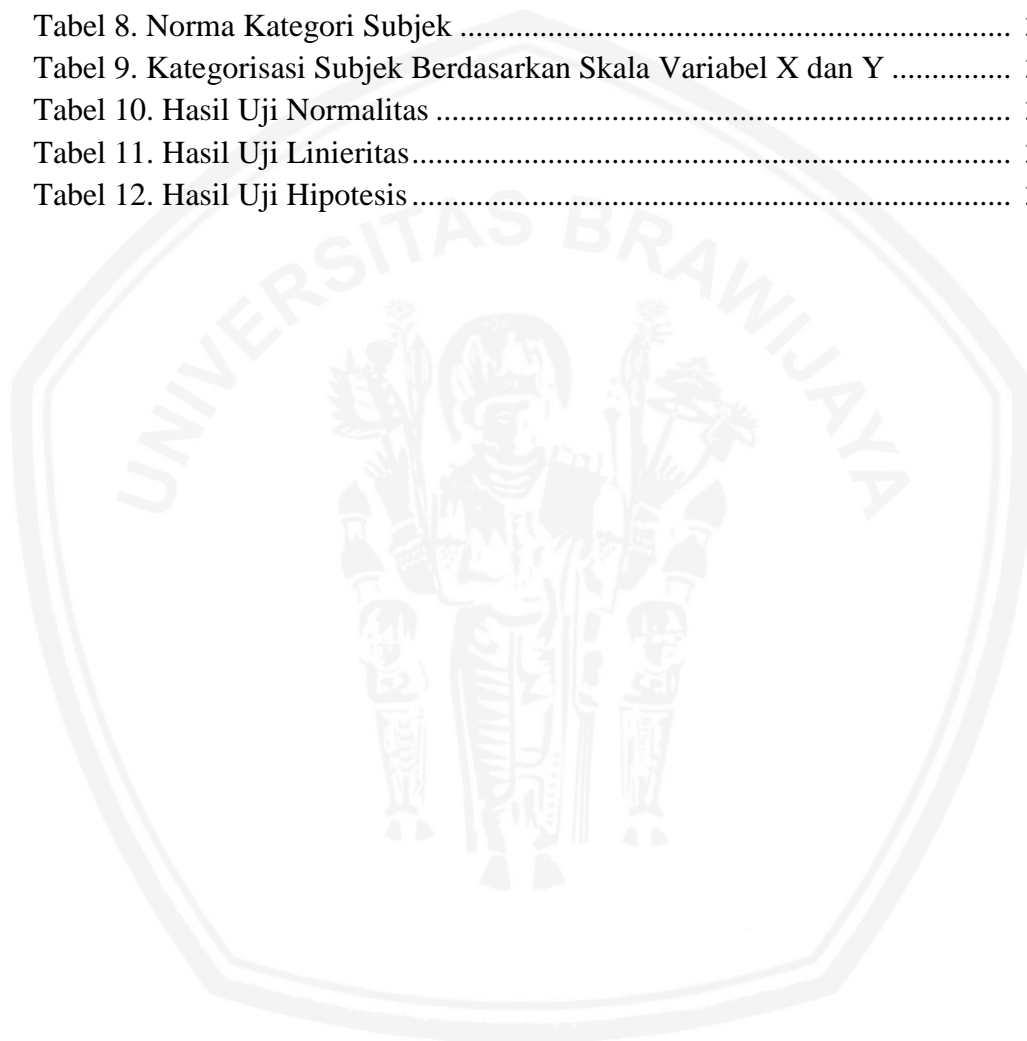 Tabel 8. Norma Kategori Subjek .....................................................................
Tabel 9. Kategorisasi Subjek Berdasarkan Skala Variabel X dan Y ...............
Tabel 10. Hasil Uji Normalitas ........................................................................
Tabel 11. Hasil Uji Linieritas...........................................................................
Tabel 12. Hasil Uji Hipotesis ...........................................................................
UNIVERSITAS BRAWIJAYA